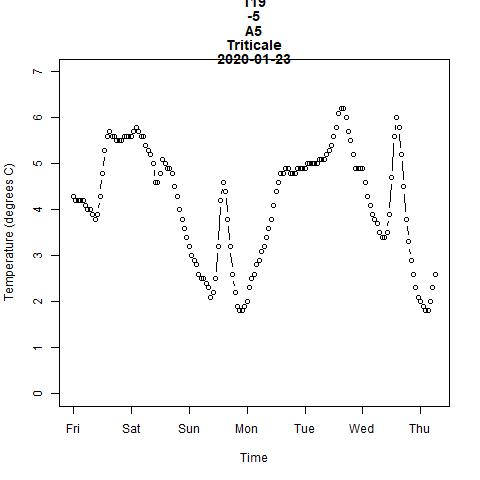 T19
-5
A5
Triticale
2020-01-23
7
6
5
4
3
2
1
0
Temperature (degrees C)
Fri Sat Sun Mon Tue Wed Thu
Time